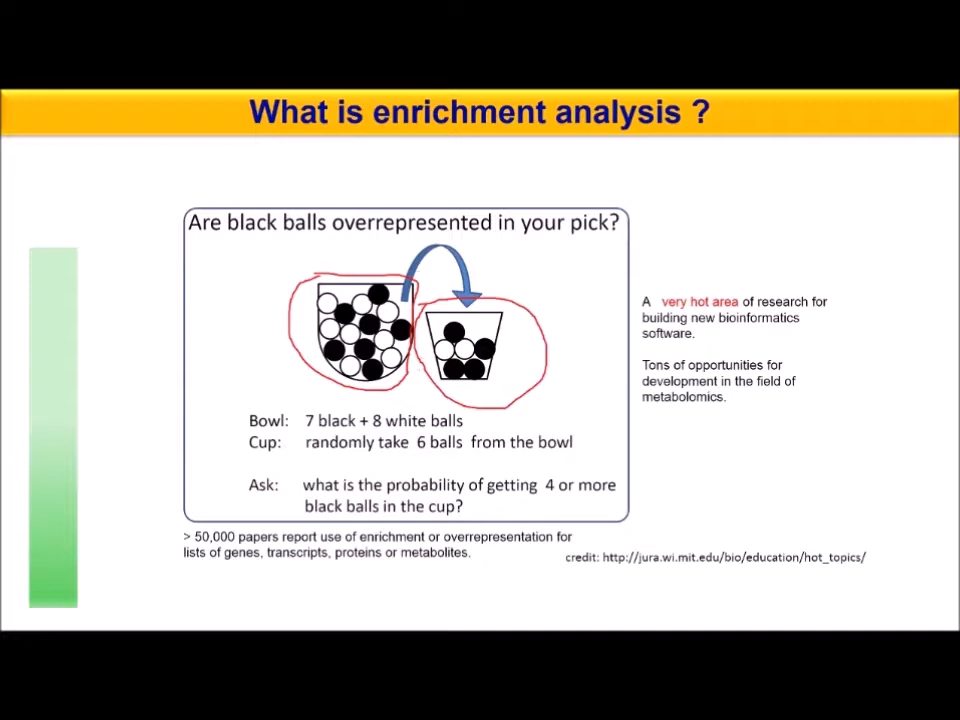 What is enrichment analysis ?
Are black balls overrepresented in your pick?
Bowl: 7 black + 8 white balls
Cup: randomly take 6 balls from the bowl
Ask: what is the probability of getting 4 or more
black balls in the cup?
A very hot area of research for
building new bioinformatics
software.
Tons of opportunities for
development in the field of
metabolomics.
> 50,000 papers report use of enrichment or overrepresentation for
lists of genes, transcripts, proteins or metabolites.
credit: http://jura.wi.mit.edu/bio/education/hot_topics/